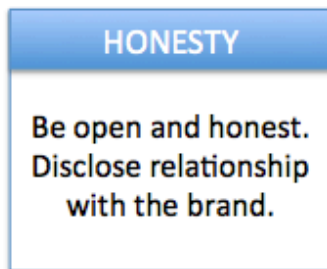 HONESTY
Be open and honest.
Disclose relationship
with the brand.